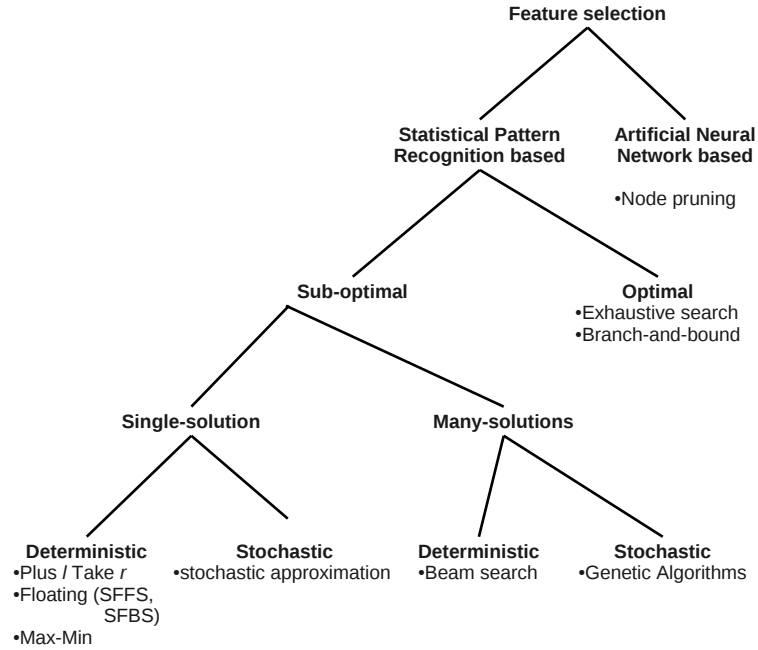 Feature selection
Statistical Pattern
Recognition based
Artificial Neural
Network based
•Node pruning
Sub-optimal
Optimal
•Exhaustive search
•Branch-and-bound
Single-solution
Many-solutions
Deterministic
•Plus l Take r
•Floating (SFFS,
SFBS)
•Max-Min
Stochastic
•stochastic approximation
Deterministic
•Beam search
Stochastic
•Genetic Algorithms